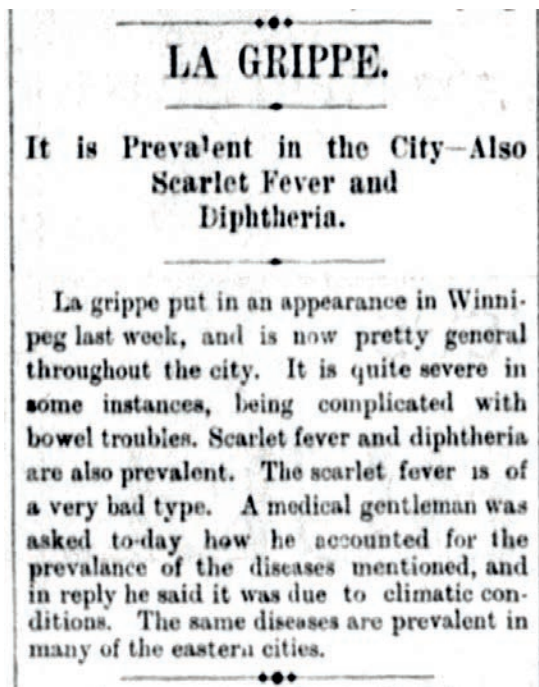 LA GRIPPE.
It is Prevalent in the City—Also
Scarlet Fever and
Diphtheria.
La grippe put in an appearance in Winni-
peg last week, and is now pretty general
throughout the city. It is quite severe in
some instances, being complicated with
bowel troubles. Scarlet fever and diphtheria
are also prevalent. The scarlet fever is of
a very bad type. A medical gentleman was
asked to-day how he accounted for the
prevalance of the diseases mentioned, and
in reply he said it was due to climatic con-
ditions. The same diseases are prevalent in
many of the eastern cities.